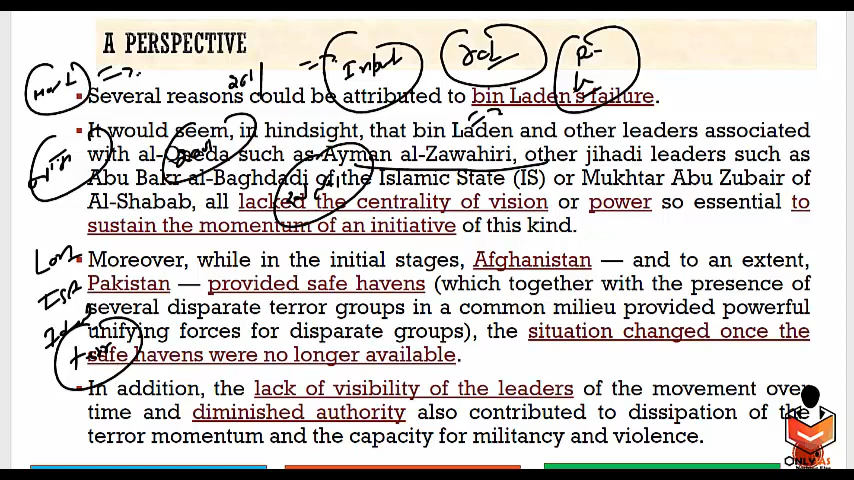 A PERSPECTIVE
Several reasons could be attributed to bin Laden's failure.
It would seem, in hindsight, that bin Laden and other leaders associated
with al-Qaeda such as Ayman al-Zawahiri, other jihadi leaders such as
Abu Bakr al-Baghdadi of the Islamic State (IS) or Mukhtar Abu Zubair of
Al-Shabab, all lacked the centrality of vision or power so essential to
sustain the momentum of an initiative of this kind.
Moreover, while in the initial stages, Afghanistan — and to an extent,
Pakistan — provided safe havens (which together with the presence of
several disparate terror groups in a common milieu provided powerful
unifying forces for disparate groups), the situation changed once the
safe havens were no longer available.
In addition, the lack of visibility of the leaders of the movement over
time and diminished authority also contributed to dissipation of the
terror momentum and the capacity for militancy and violence.
ONLY IAS